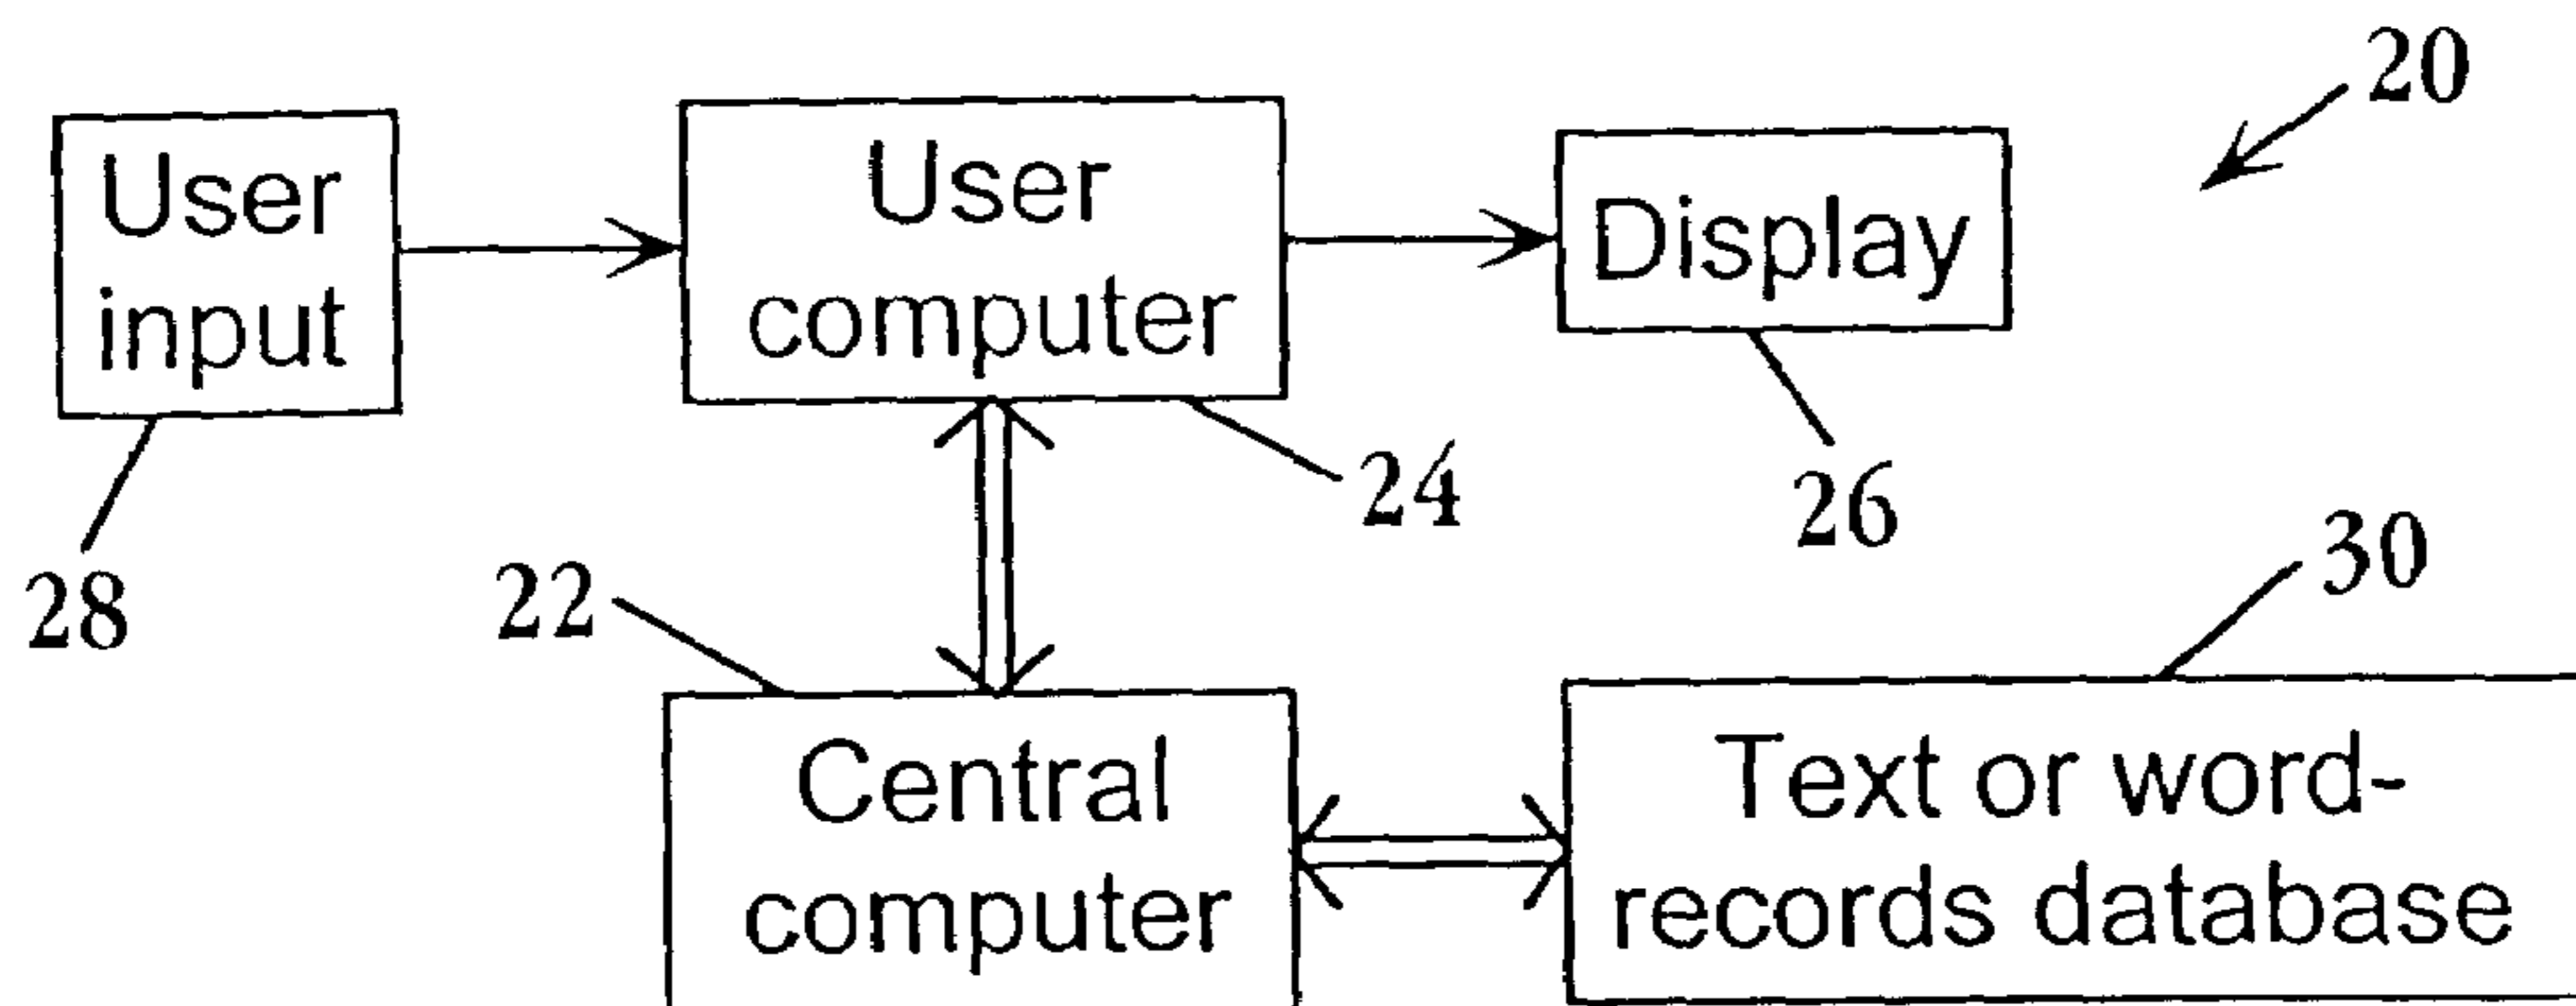 20
User
input
User
computer
Display
28
24
26
22
30
Central
computer
Text or word-
records database